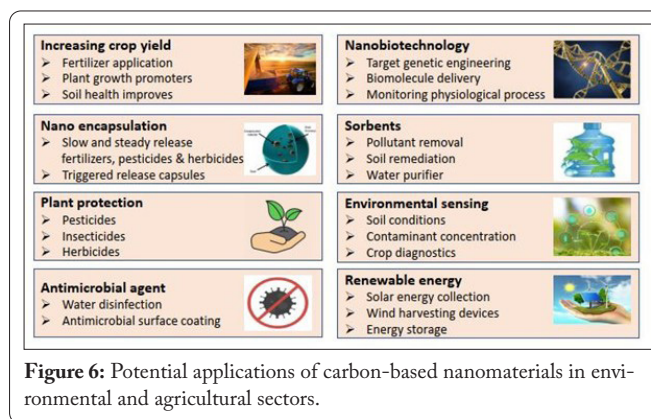 Increasing crop yield
➤ Fertilizer application
➤ Plant growth promoters
➤ Soil health improves
Nano encapsulation
➤ Slow and steady release
fertilizers, pesticides & herbicides
➤ Triggered release capsules
Plant protection
➤ Pesticides
➤ Insecticides
➤ Herbicides
Antimicrobial agent
➤ Water disinfection
➤ Antimicrobial surface coating
Nanobiotechnology
➤ Target genetic engineering
➤ Biomolecule delivery
➤ Monitoring physiological process
Sorbents
➤ Pollutant removal
➤ Soil remediation
➤ Water purifier
Environmental sensing
➤ Soil conditions
➤ Contaminant concentration
➤ Crop diagnostics
Renewable energy
➤ Solar energy collection
➤ Wind harvesting devices
➤ Energy storage
Figure 6: Potential applications of carbon-based nanomaterials in envi-
ronmental and agricultural sectors.